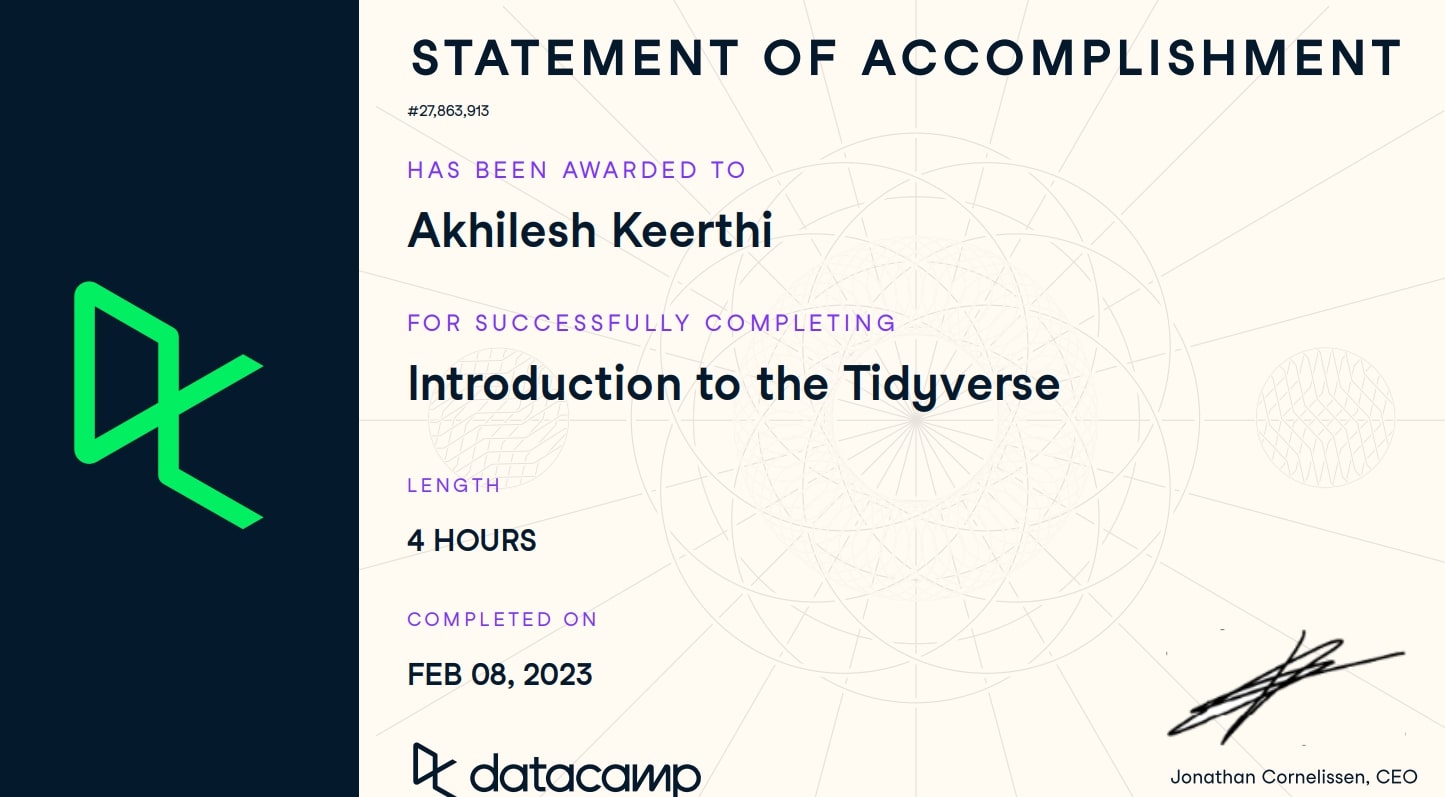 STATEMENT OF ACCOMPLISHMENT
#27,863,913
HAS BEEN AWARDED TO
Akhilesh Keerthi
FOR SUCCESSFULLY COMPLETING
Introduction to the Tidyverse
LENGTH
4 HOURS
COMPLETED ON
FEB 08, 2023
datacamp
Jonathan Cornelissen, CEO